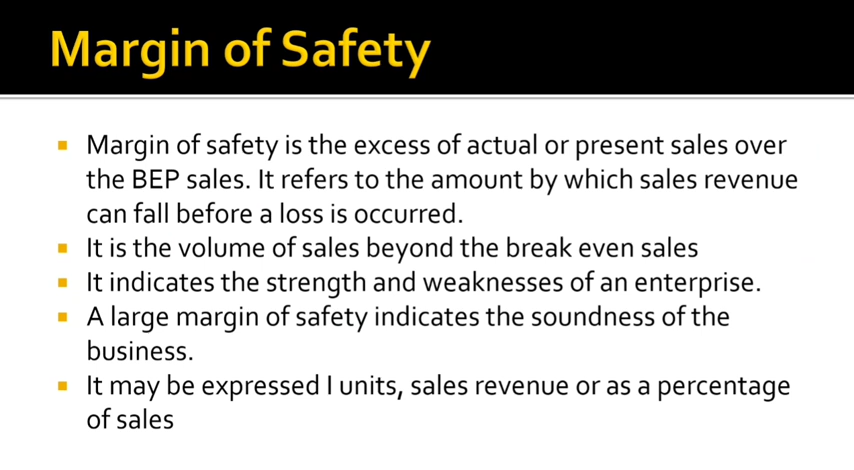 Margin of Safety
Margin of safety is the excess of actual or present sales over
the BEP sales. It refers to the amount by which sales revenue
can fall before a loss is occurred.
It is the volume of sales beyond the break even sales
It indicates the strength and weaknesses of an enterprise.
A large margin of safety indicates the soundness of the
business.
It may be expressed I units, sales revenue or as a percentage
of sales